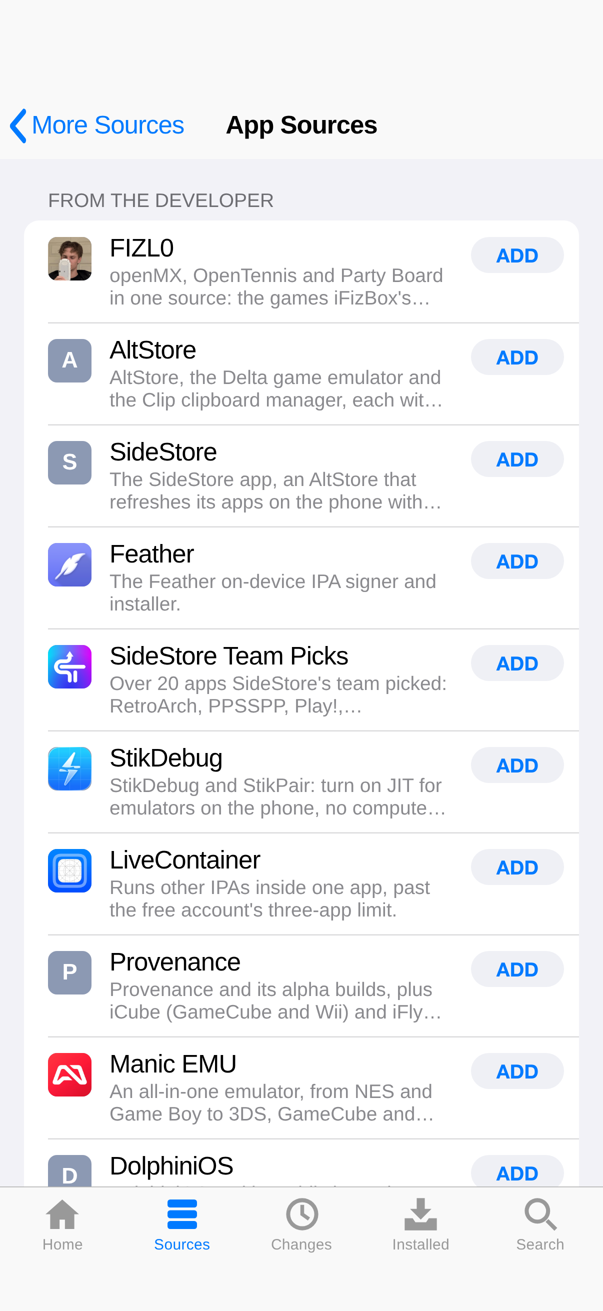 More Sources
App Sources
FROM THE DEVELOPER
FIZL0
ADD
openMX, OpenTennis and Party Board
in one source: the games iFizBox's…
A
AltStore
ADD
AltStore, the Delta game emulator and
the Clip clipboard manager, each wit…
S
SideStore
ADD
The SideStore app, an AltStore that
refreshes its apps on the phone with…
Feather
ADD
The Feather on-device IPA signer and
installer.
SideStore Team Picks
ADD
Over 20 apps SideStore's team picked:
RetroArch, PPSSPP, Play!,…
StikDebug
ADD
StikDebug and StikPair: turn on JIT for
emulators on the phone, no compute…
LiveContainer
ADD
Runs other IPAs inside one app, past
the free account's three-app limit.
P
Provenance
ADD
Provenance and its alpha builds, plus
iCube (GameCube and Wii) and iFly…
Manic EMU
ADD
An all-in-one emulator, from NES and
Game Boy to 3DS, GameCube and…
D
DolphiniOS
ADD
Home
Sources
Changes
Installed
Search